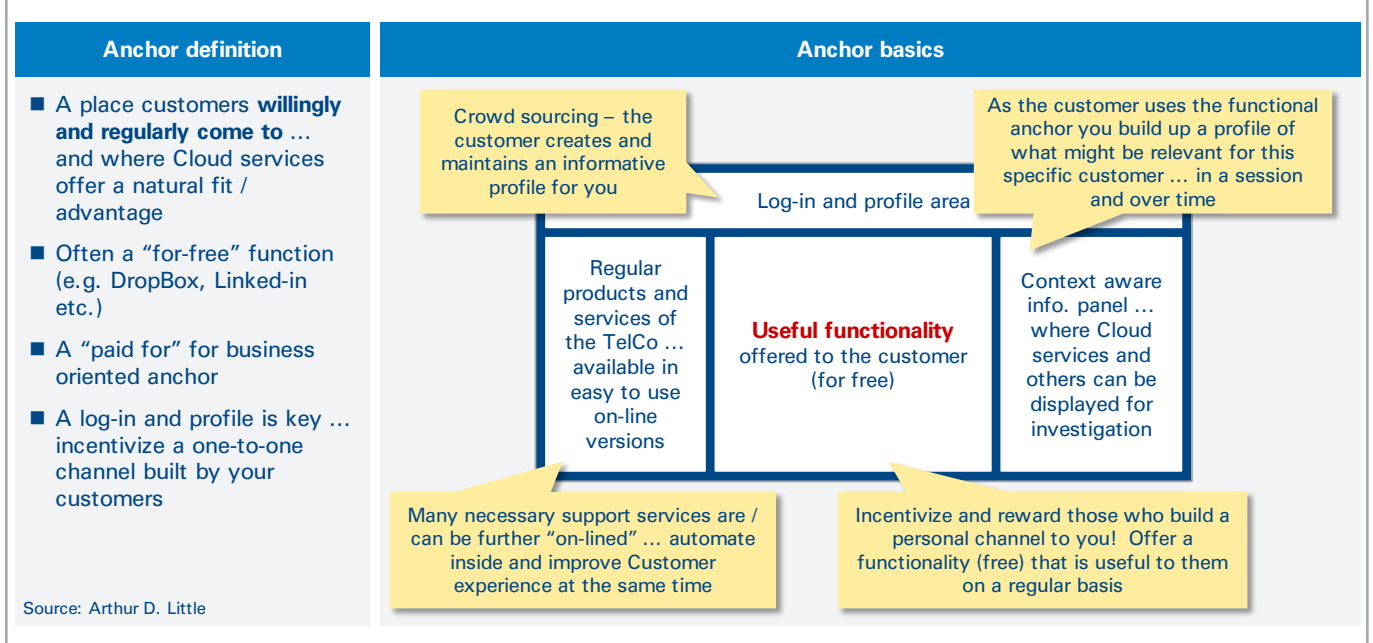 Anchor definition
■ A place customers willingly
and regularly come to …
and where Cloud services
offer a natural fit /
advantage
■ Often a “for-free” function
(e.g. DropBox, Linked-in
etc.)
■ A “paid for” for business
oriented anchor
■ A log-in and profile is key …
incentivize a one-to-one
channel built by your
customers
Source: Arthur D. Little
Anchor basics
Crowd sourcing – the
customer creates and
maintains an informative
profile for you
As the customer uses the functional
anchor you build up a profile of
what might be relevant for this
specific customer … in a session
and over time
Log-in and profile area
Regular
products and
services of
the TelCo …
available in
easy to use
on-line
versions
Useful functionality
offered to the customer
(for free)
Context aware
info. panel …
where Cloud
services and
others can be
displayed for
investigation
Many necessary support services are /
can be further “on-lined” … automate
inside and improve Customer
experience at the same time
Incentivize and reward those who build a
personal channel to you! Offer a
functionality (free) that is useful to them
on a regular basis